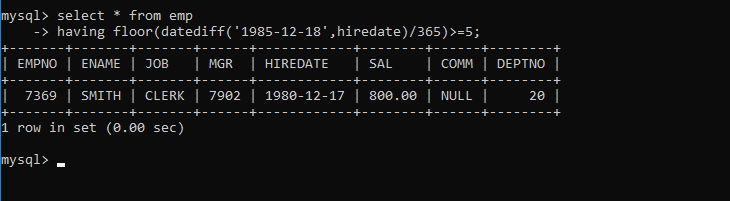 mysql> select * from emp
    -> having floor(datediff('1985-12-18',hiredate)/365)>=5;
+-------+-------+-------+------+------------+--------+------+--------+
| EMPNO | ENAME | JOB   | MGR  | HIREDATE   | SAL    | COMM | DEPTNO |
+-------+-------+-------+------+------------+--------+------+--------+
|  7369 | SMITH | CLERK | 7902 | 1980-12-17 | 800.00 | NULL |     20 |
+-------+-------+-------+------+------------+--------+------+--------+
1 row in set (0.00 sec)
mysql> _